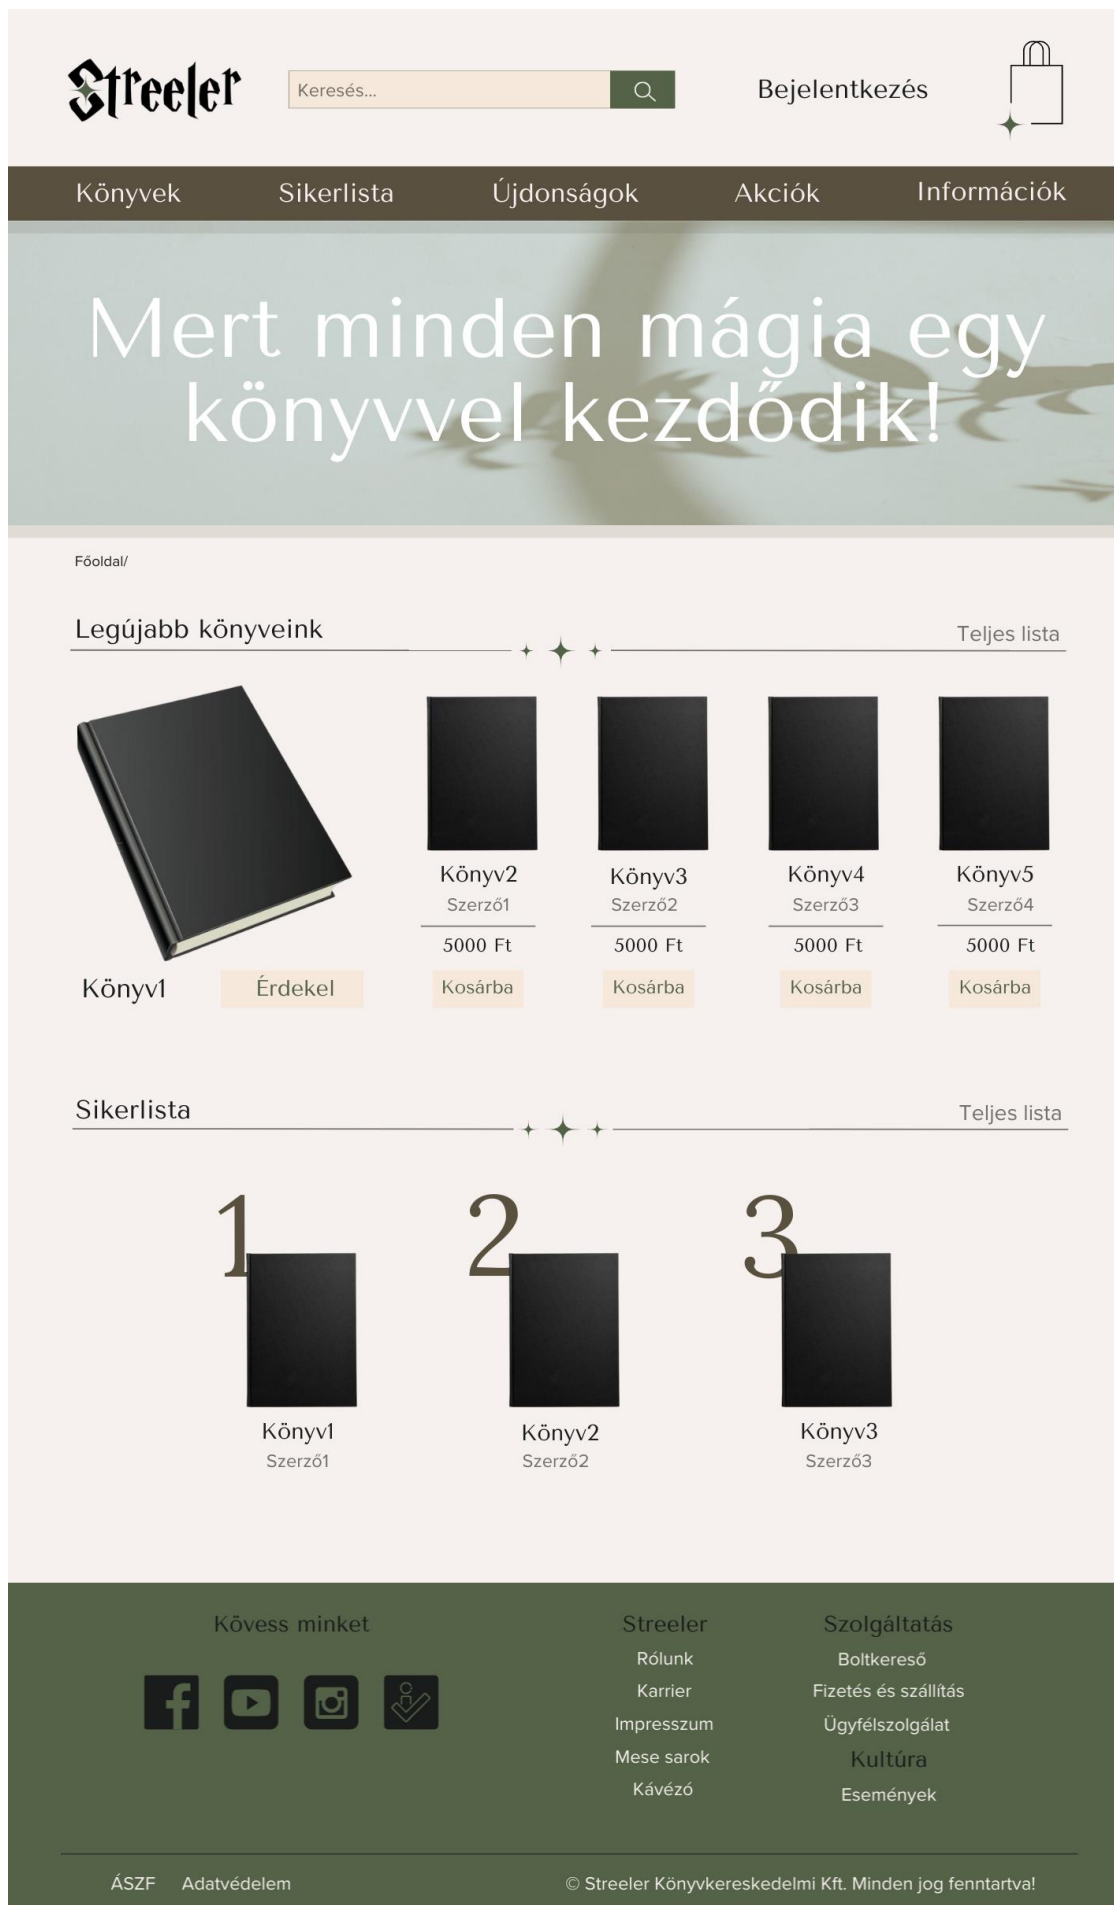 Streeler
Keresés...
Bejelentkezés
Könyvek Sikerlista Újdonságok Akciók Információk
Mert minden mágia egy
könyvvel kezdődik!
Főoldal/
Legújabb könyveink Teljes lista
Könyv2 Könyv3 Könyv4 Könyv5
Szerző1 Szerző2 Szerző3 Szerző4
5000 Ft 5000 Ft 5000 Ft 5000 Ft
Könyv1 Érdekel Kosárba Kosárba Kosárba Kosárba
Sikerlista Teljes lista
1 2 3
Könyv1 Könyv2 Könyv3
Szerző1 Szerző2 Szerző3
Kövess minket
Streeler
Rólunk
Karrier
Impresszum
Mese sarok
Kávézó
Szolgáltatás
Boltkereső
Fizetés és szállítás
Ügyfélszolgálat
Kultúra
Események
ÁSZF Adatvédelem © Streeler Könyvkereskedelmi Kft. Minden jog fenntartva!